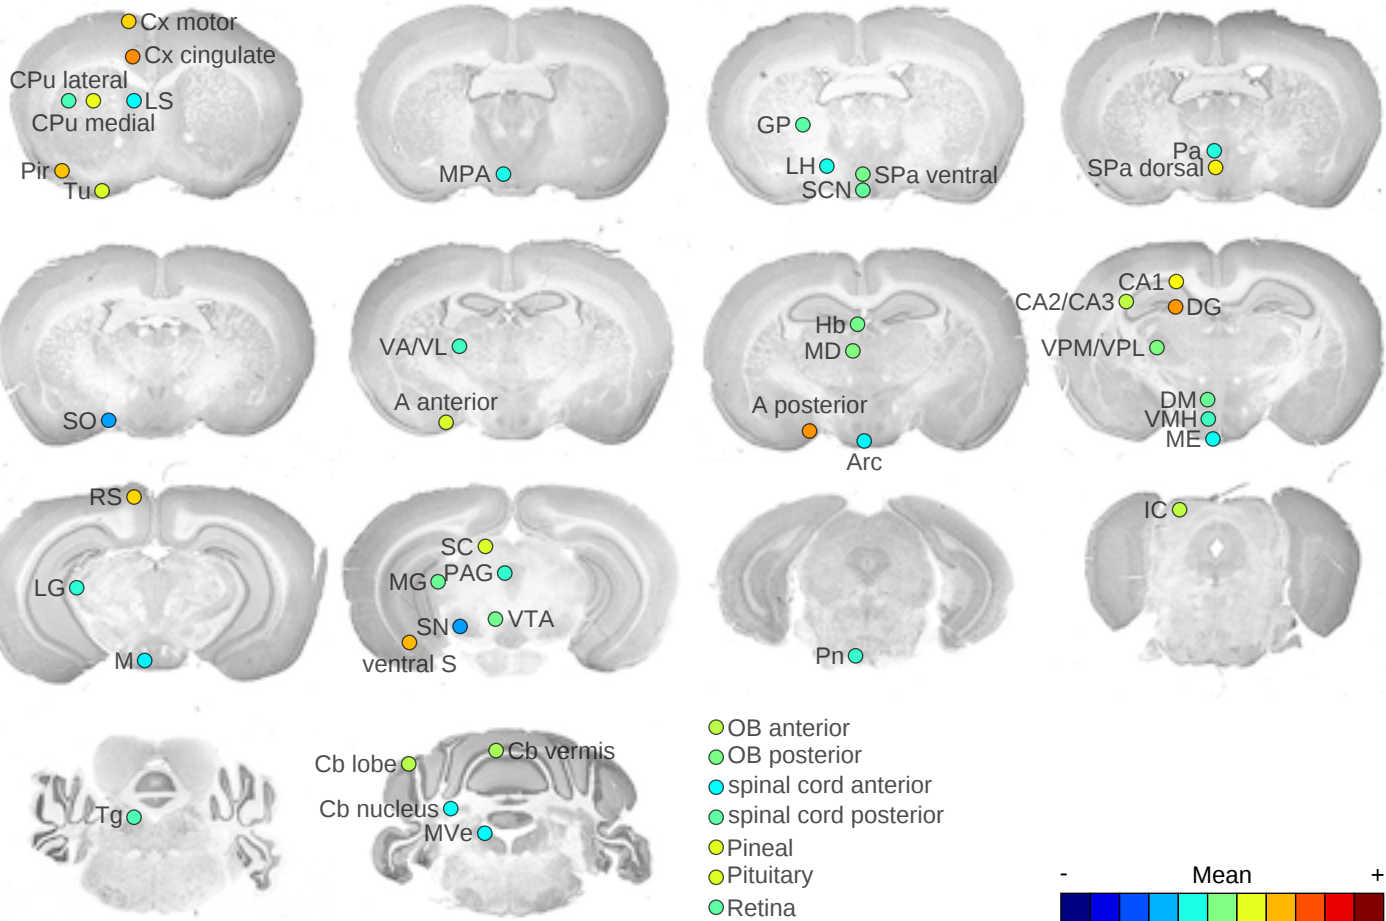 Cx motor
Cx cingulate
CPu lateral
LS
CPu medial
Pir
Tu
MPA
GP
LH
SPa ventral
SCN
Pa
SPa dorsal
SO
VA/VL
A anterior
Hb
MD
A posterior
Arc
CA1
CA2/CA3
DG
VPM/VPL
DM
VMH
ME
RS
LG
M
SC
MG
PAG
SN
VTA
ventral S
Pn
IC
Tg
Cb lobe
Cb vermis
Cb nucleus
MVe
OB anterior
OB posterior
spinal cord anterior
spinal cord posterior
Pineal
Pituitary
Retina
- Mean +